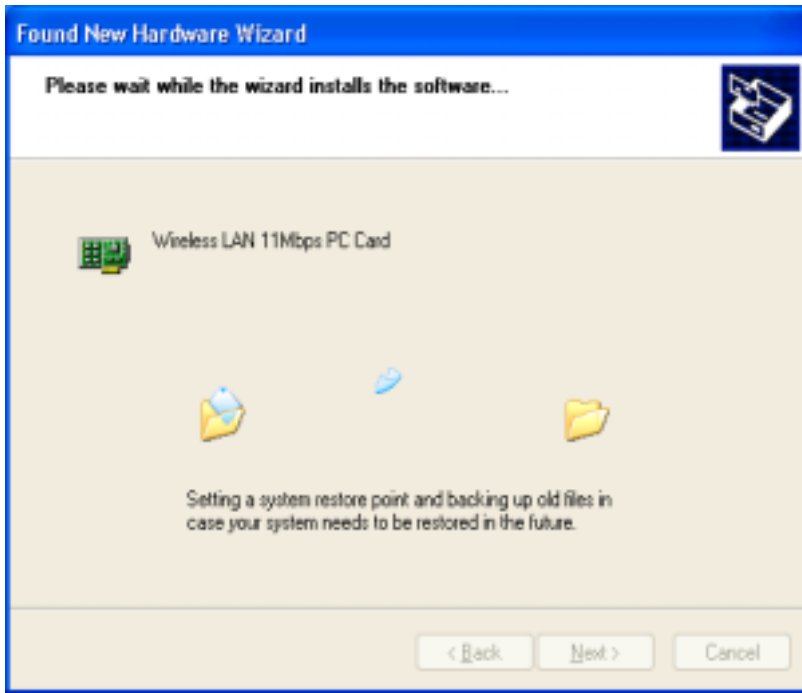 Found New Hardware Wizard
Please wait while the wizard installs the software...
Wireless LAN 11Mbps PC Card
Setting a system restore point and backing up old files in
case your system needs to be restored in the future.
< Back
Next >
Cancel